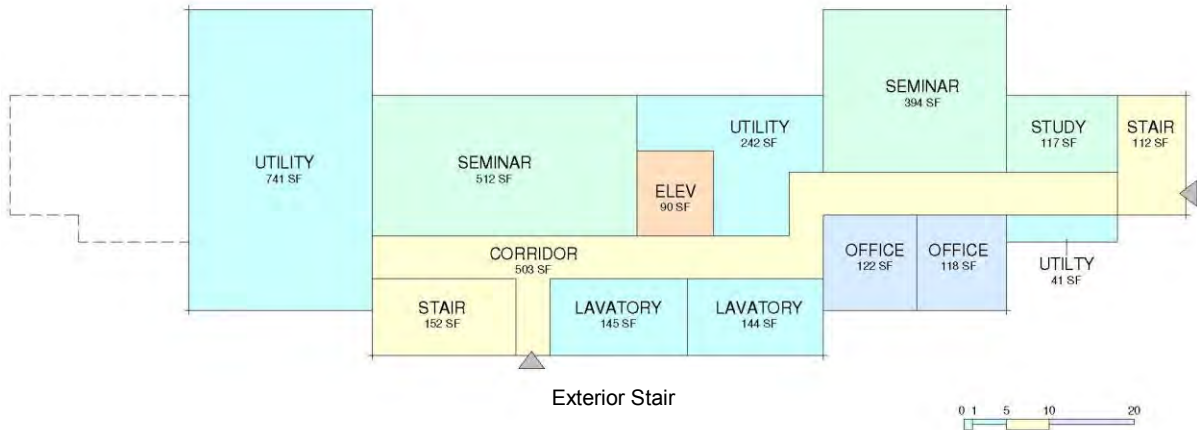 SEMINAR
394 SF
UTILITY
741 SF
SEMINAR
512 SF
UTILITY
242 SF
STUDY
117 SF
STAIR
112 SF
ELEV
90 SF
CORRIDOR
503 SF
OFFICE
122 SF
OFFICE
118 SF
UTILTY
41 SF
STAIR
152 SF
LAVATORY
145 SF
LAVATORY
144 SF
Exterior Stair
0 1 5 10 20